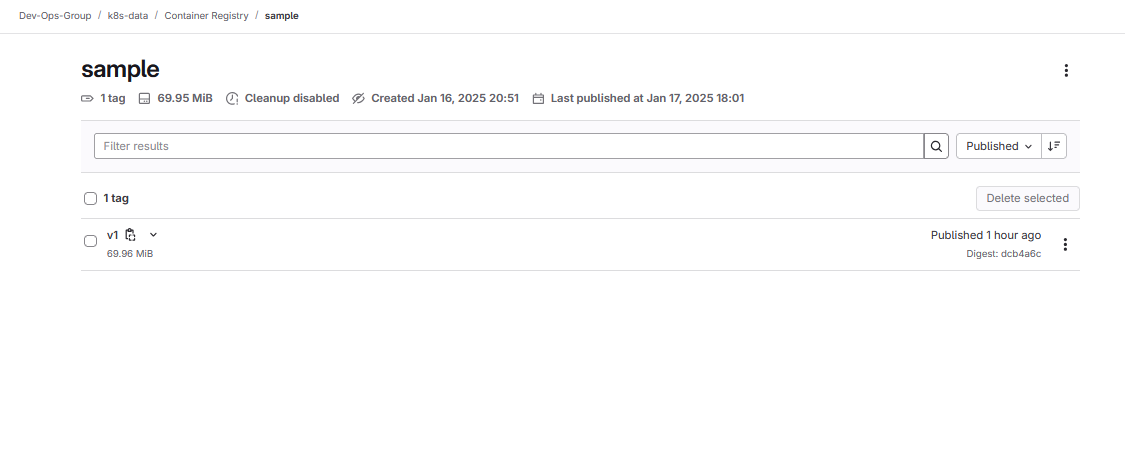 Dev-Ops-Group / k8s-data / Container Registry / sample
sample
1 tag 69.95 MiB Cleanup disabled Created Jan 16, 2025 20:51 Last published at Jan 17, 2025 18:01
Filter results Published
1 tag Delete selected
v1 Published 1 hour ago
69.96 MiB Digest: dcb4a6c